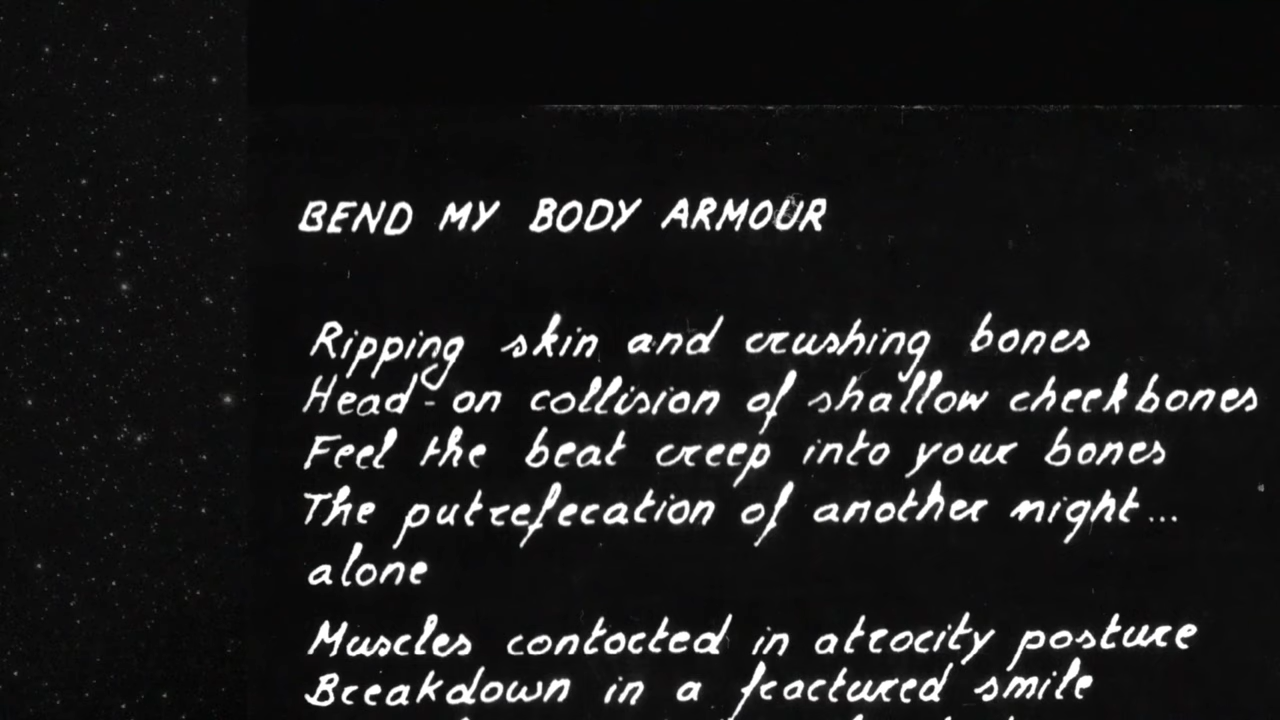 BEND MY BODY ARMOUR
Ripping skin and crushing bones
Head-on collision of shallow cheekbones
Feel the beat creep into your bones
The putrefecation of another night...
alone
Muscles contocted in atrocity posture
Breakdown in a fractured smile